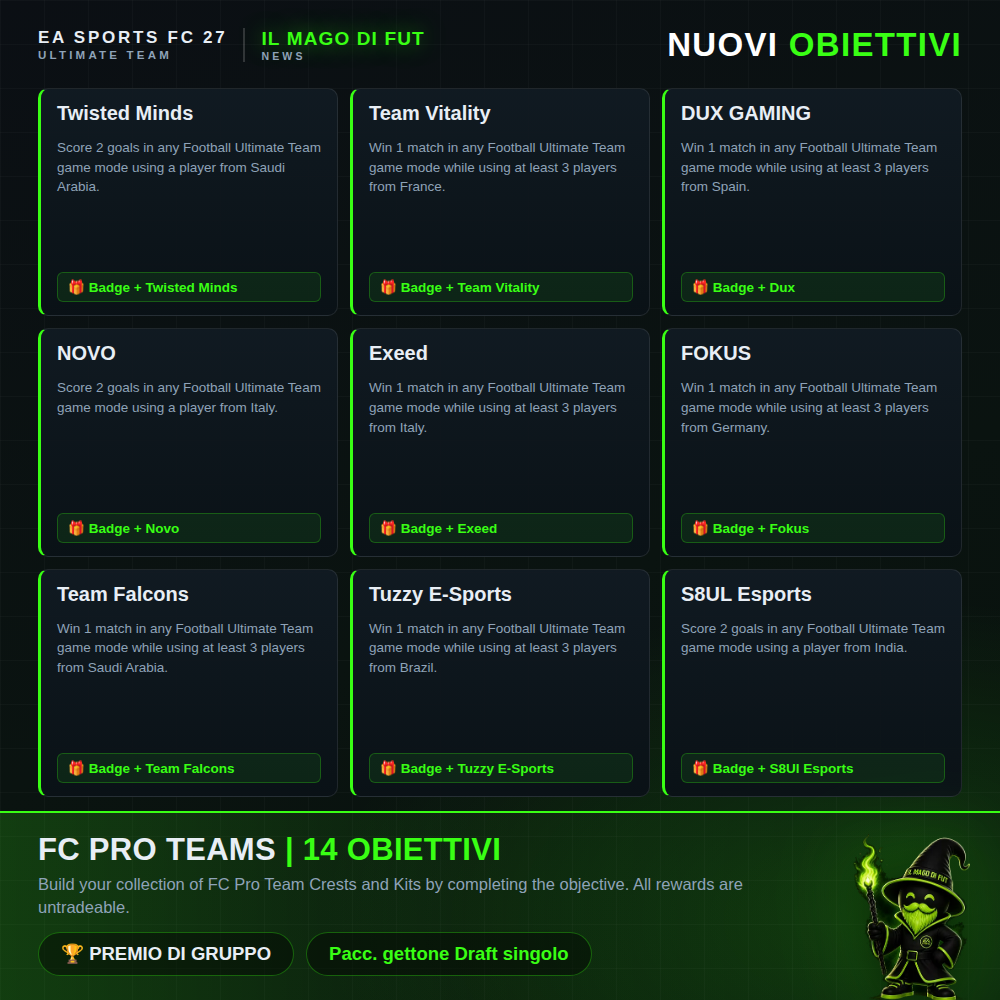 EA SPORTS FC 27
ULTIMATE TEAM
IL MAGO DI FUT
NEWS
NUOVI OBIETTIVI
Twisted Minds
Score 2 goals in any Football Ultimate Team
game mode using a player from Saudi
Arabia.
🎁 Badge + Twisted Minds
Team Vitality
Win 1 match in any Football Ultimate Team
game mode while using at least 3 players
from France.
🎁 Badge + Team Vitality
DUX GAMING
Win 1 match in any Football Ultimate Team
game mode while using at least 3 players
from Spain.
🎁 Badge + Dux
NOVO
Score 2 goals in any Football Ultimate Team
game mode using a player from Italy.
🎁 Badge + Novo
Exeed
Win 1 match in any Football Ultimate Team
game mode while using at least 3 players
from Italy.
🎁 Badge + Exeed
FOKUS
Win 1 match in any Football Ultimate Team
game mode while using at least 3 players
from Germany.
🎁 Badge + Fokus
Team Falcons
Win 1 match in any Football Ultimate Team
game mode while using at least 3 players
from Saudi Arabia.
🎁 Badge + Team Falcons
Tuzzy E-Sports
Win 1 match in any Football Ultimate Team
game mode while using at least 3 players
from Brazil.
🎁 Badge + Tuzzy E-Sports
S8UL Esports
Score 2 goals in any Football Ultimate Team
game mode using a player from India.
🎁 Badge + S8Ul Esports
FC PRO TEAMS | 14 OBIETTIVI
Build your collection of FC Pro Team Crests and Kits by completing the objective. All rewards are
untradeable.
🏆 PREMIO DI GRUPPO
Pacc. gettone Draft singolo
IL MAGO DI FUT